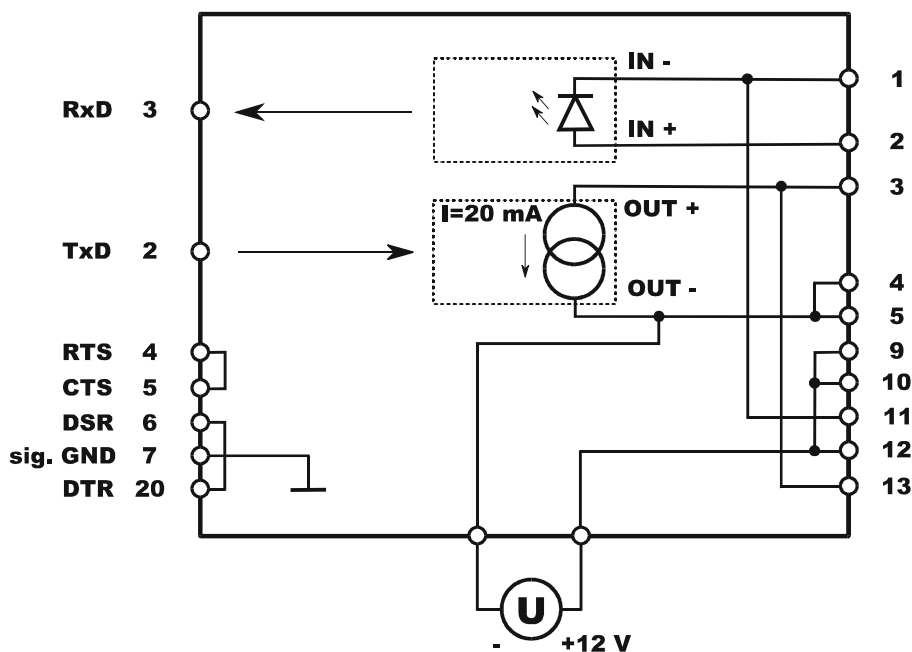 IN - 1
RxD 3
IN + 2
3
I=20 mA OUT +
TxD 2
OUT - 4
5
RTS 4 9
CTS 5 10
DSR 6 11
sig. GND 7 12
DTR 20 13
U
- +12 V